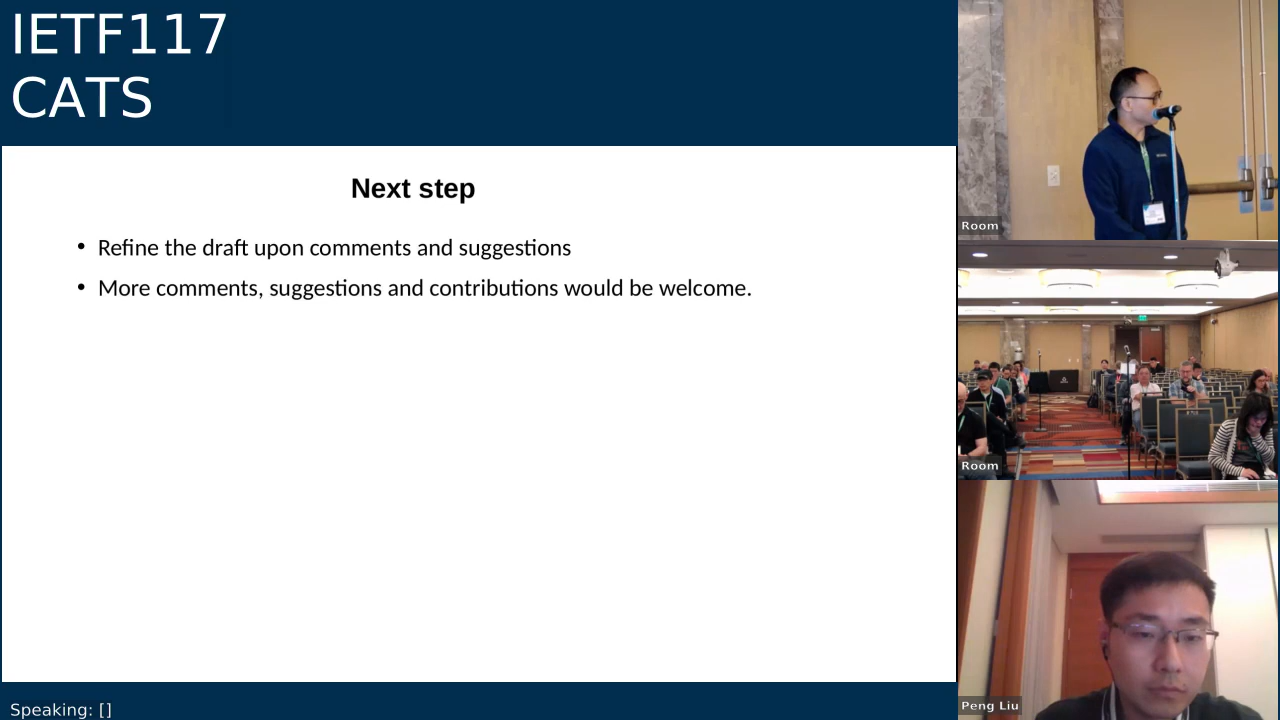 IETF117
CATS
Next step
• Refine the draft upon comments and suggestions
• More comments, suggestions and contributions would be welcome.
Speaking: []
Room
Room
Peng Liu